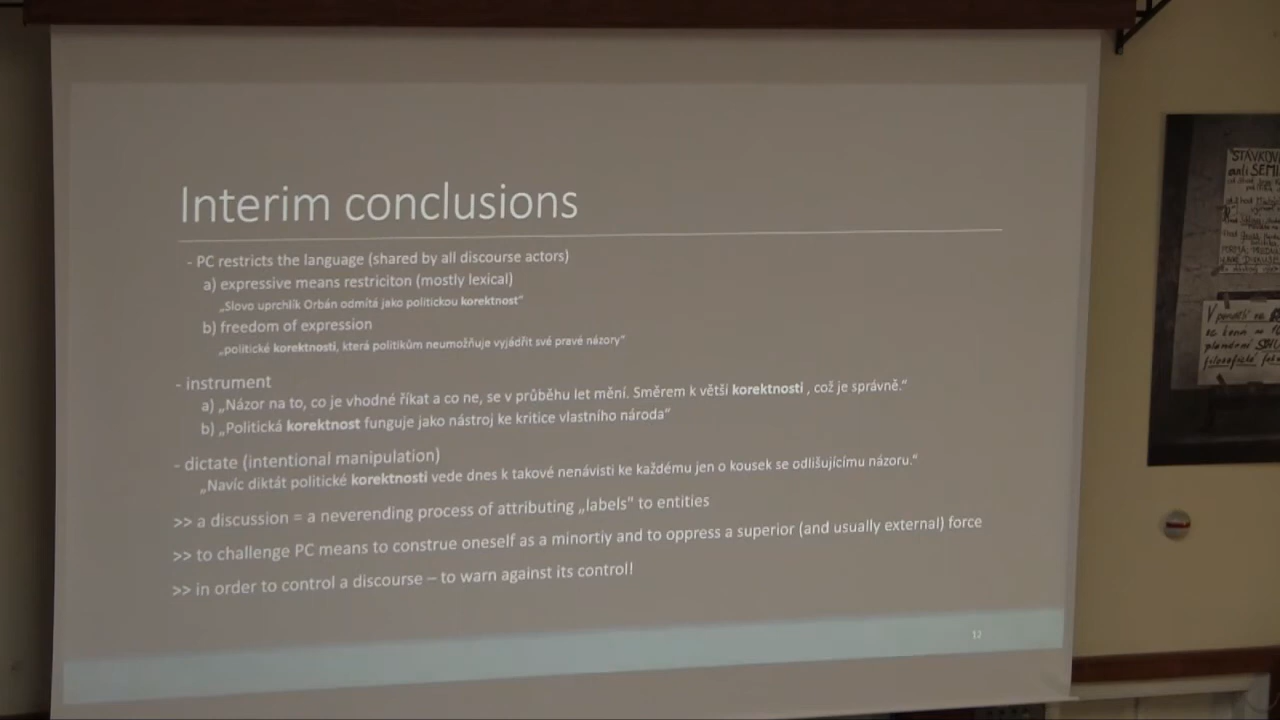 Interim conclusions
- PC restricts the language (shared by all discourse actors)
a) expressive means restriciton (mostly lexical)
„Slovo uprchlík Orbán odmítá jako politickou korektnost“
b) freedom of expression
„politické korektnosti, která politikům neumožňuje vyjádřit své pravé názory“
- instrument
a) „Názor na to, co je vhodné říkat a co ne, se v průběhu let mění. Směrem k větši korektnosti , což je správně.“
b) „Politická korektnost funguje jako nástroj ke kritice vlastního národa“
- dictate (intentional manipulation)
„Navíc diktát politické korektnosti vede dnes k takové nenávisti ke každému jen o kousek se odlišujícímu názoru.“
>> a discussion = a neverending process of attributing „labels“ to entities
>> to challenge PC means to construe oneself as a minortiy and to oppress a superior (and usually external) force
>> in order to control a discourse – to warn against its control!
12
STÁVKOV